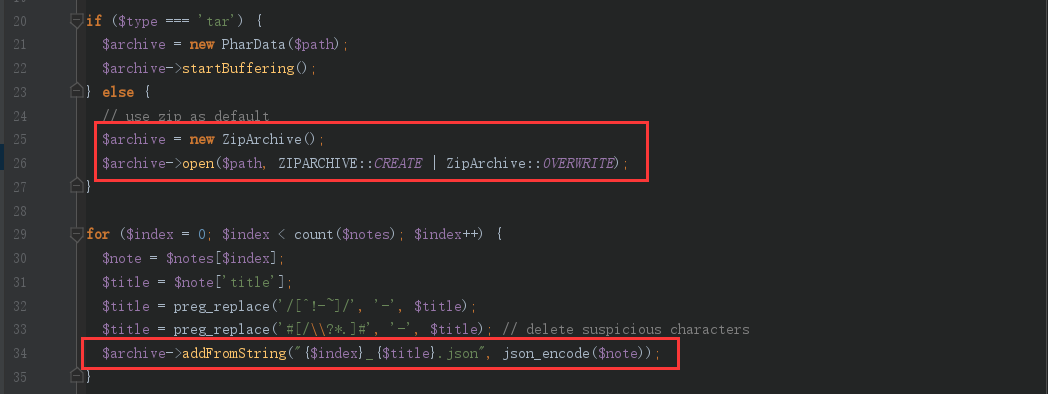 20 if ($type === 'tar') {
21 $archive = new PharData($path);
22 $archive->startBuffering();
23 } else {
24 // use zip as default
25 $archive = new ZipArchive();
26 $archive->open($path, ZIPARCHIVE::CREATE | ZipArchive::OVERWRITE);
27 }
28
29 for ($index = 0; $index < count($notes); $index++) {
30 $note = $notes[$index];
31 $title = $note['title'];
32 $title = preg_replace('/[^!-~]/', '-', $title);
33 $title = preg_replace('#[/\\?*.]#', '-', $title); // delete suspicious characters
34 $archive->addFromString("{$index}_{$title}.json", json_encode($note));
35 }